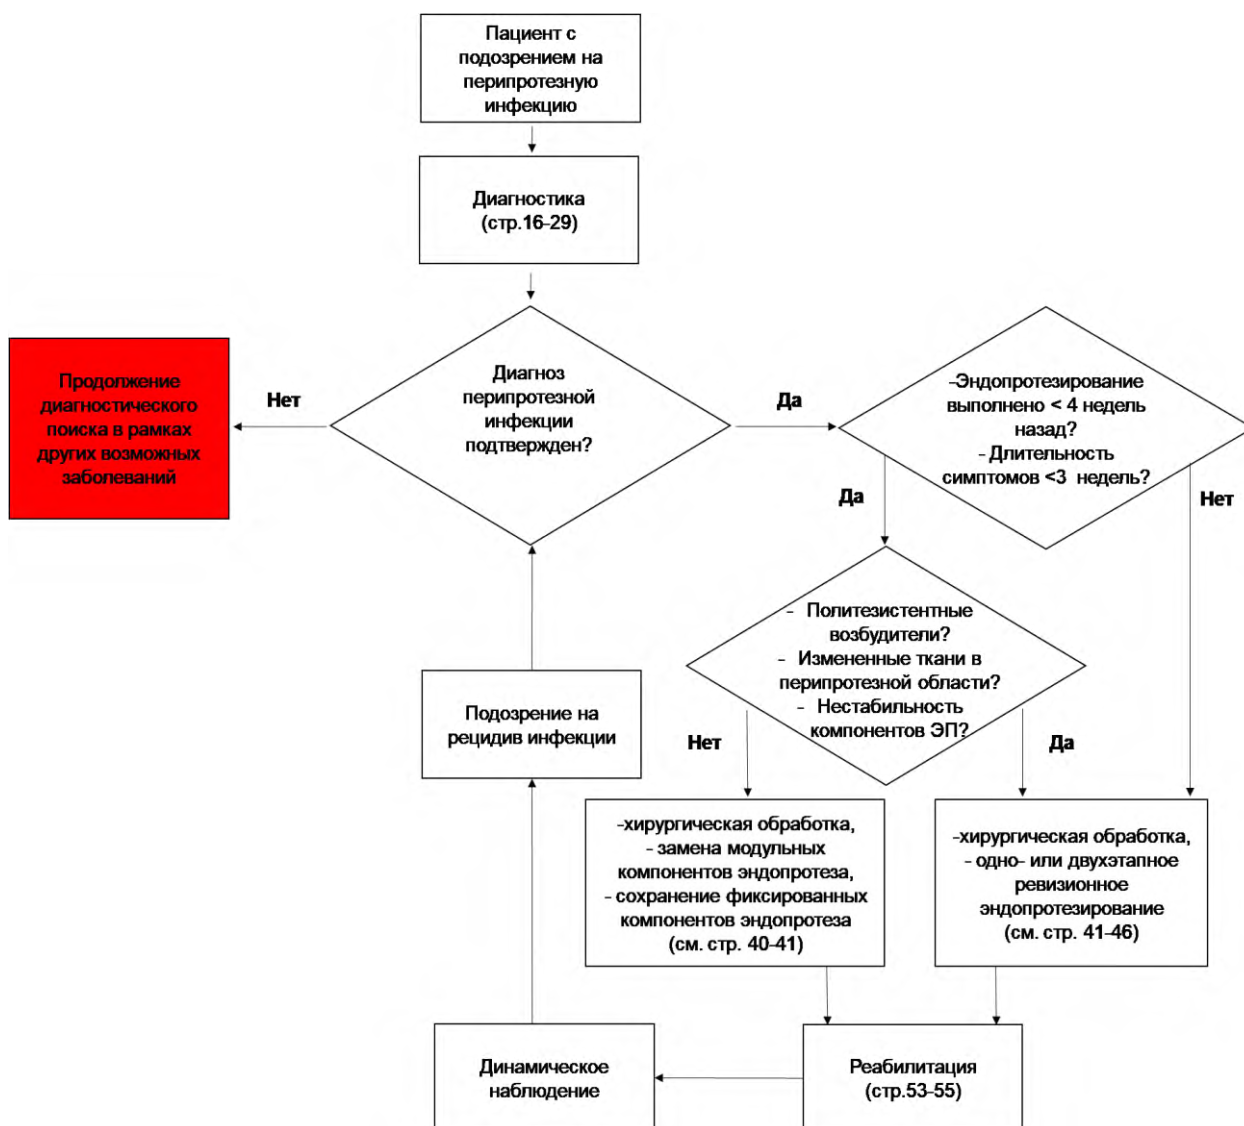 Пациент с
подозрением на
перипротезную
инфекцию
Диагностика
(стр.16-29)
Диагноз
перипротезной
инфекции
подтвержден?
Нет
Продолжение
диагностического
поиска в рамках
других возможных
заболеваний
Да
-Эндопротезирование
выполнено < 4 недель
назад?
- Длительность
симптомов <3 недель?
Да
Нет
- Политезистентные
возбудители?
- Измененные ткани в
перипротезной области?
- Нестабильность
компонентов ЭП?
Нет
Да
Подозрение на
рецидив инфекции
-хирургическая обработка,
- замена модульных
компонентов эндопротеза,
- сохранение фиксированных
компонентов эндопротеза
(см. стр. 40-41)
-хирургическая обработка,
- одно- или двухэтапное
ревизионное
эндопротезирование
(см. стр. 41-46)
Динамическое
наблюдение
Реабилитация
(стр.53-55)